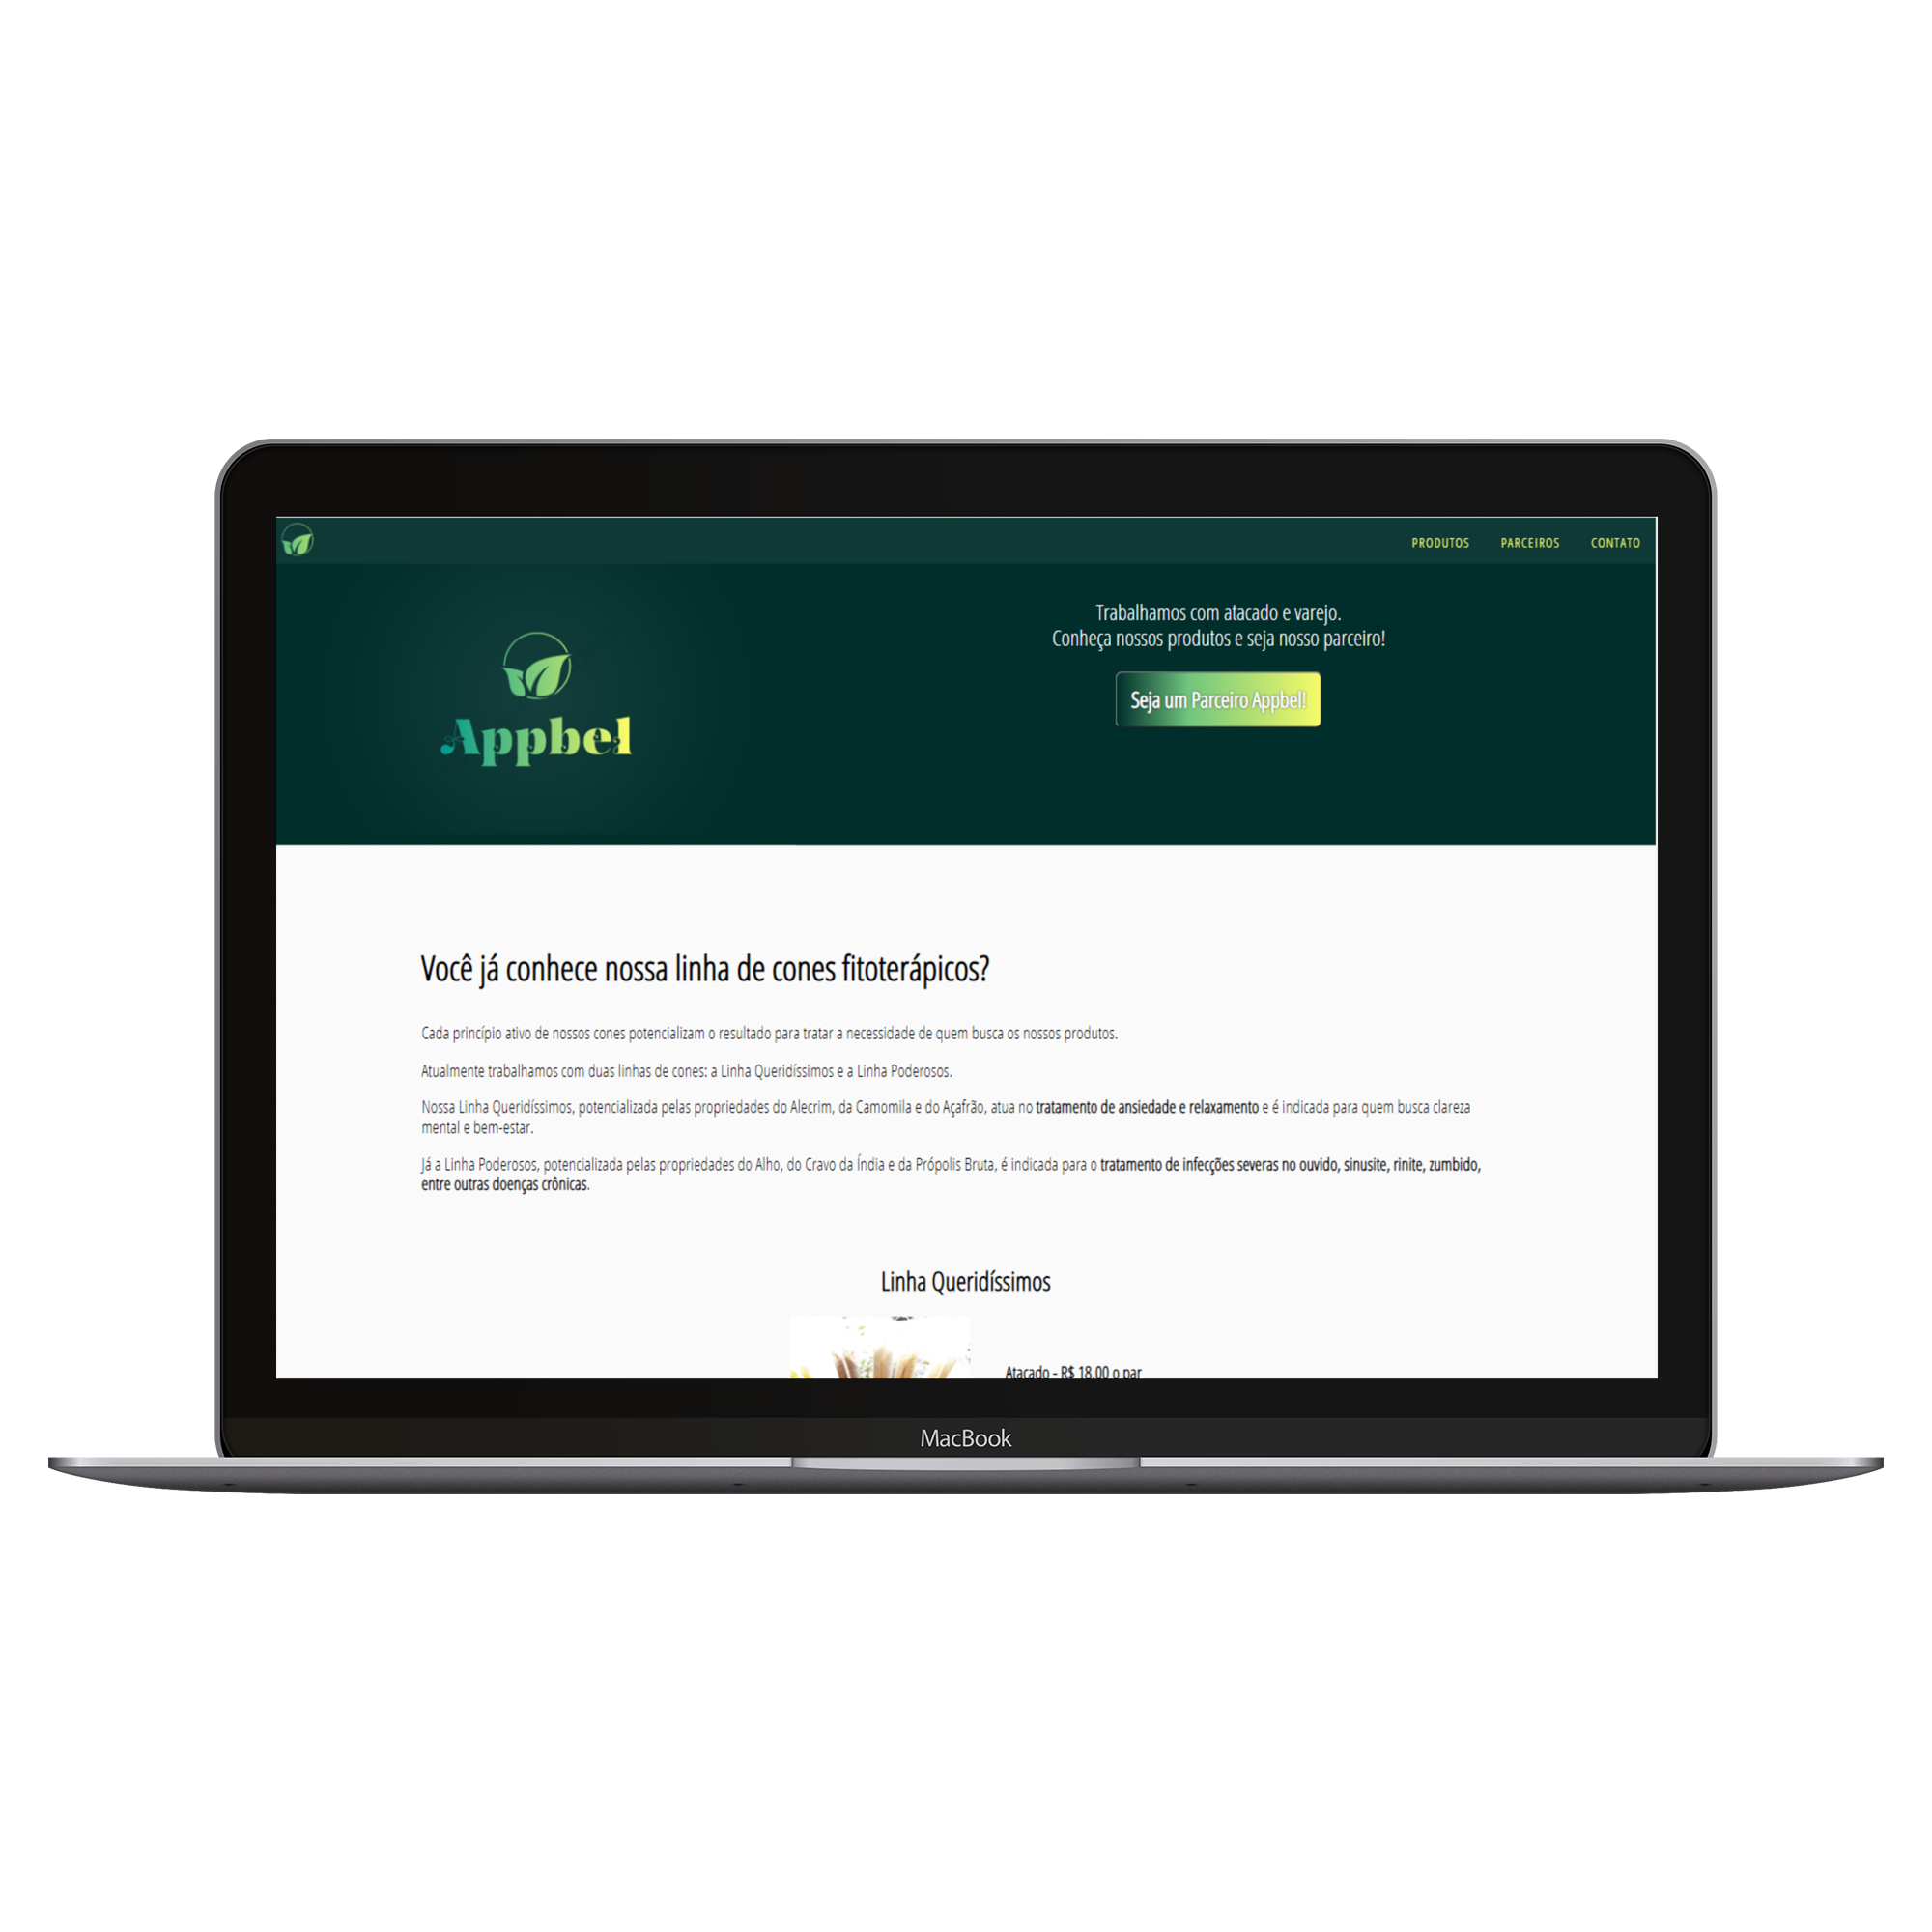 PRODUTOS PARCEIROS CONTATO
Trabalhamos com atacado e varejo.
Conheça nossos produtos e seja nosso parceiro!
Seja um Parceiro Appbel!
Appbel
Você já conhece nossa linha de cones fitoterápicos?
Cada princípio ativo de nossos cones potencializam o resultado para tratar a necessidade de quem busca os nossos produtos.
Atualmente trabalhamos com duas linhas de cones: a Linha Queridíssimos e a Linha Poderosos.
Nossa Linha Queridíssimos, potencializada pelas propriedades do Alecrim, da Camomila e do Açafrão, atua no tratamento de ansiedade e relaxamento e é indicada para quem busca clareza
mental e bem-estar.
Já a Linha Poderosos, potencializada pelas propriedades do Alho, do Cravo da Índia e da Própolis Bruta, é indicada para o tratamento de infecções severas no ouvido, sinusite, rinite, zumbido,
entre outras doenças crônicas.
Linha Queridíssimos
Atacado - R$ 18,00 o par
MacBook